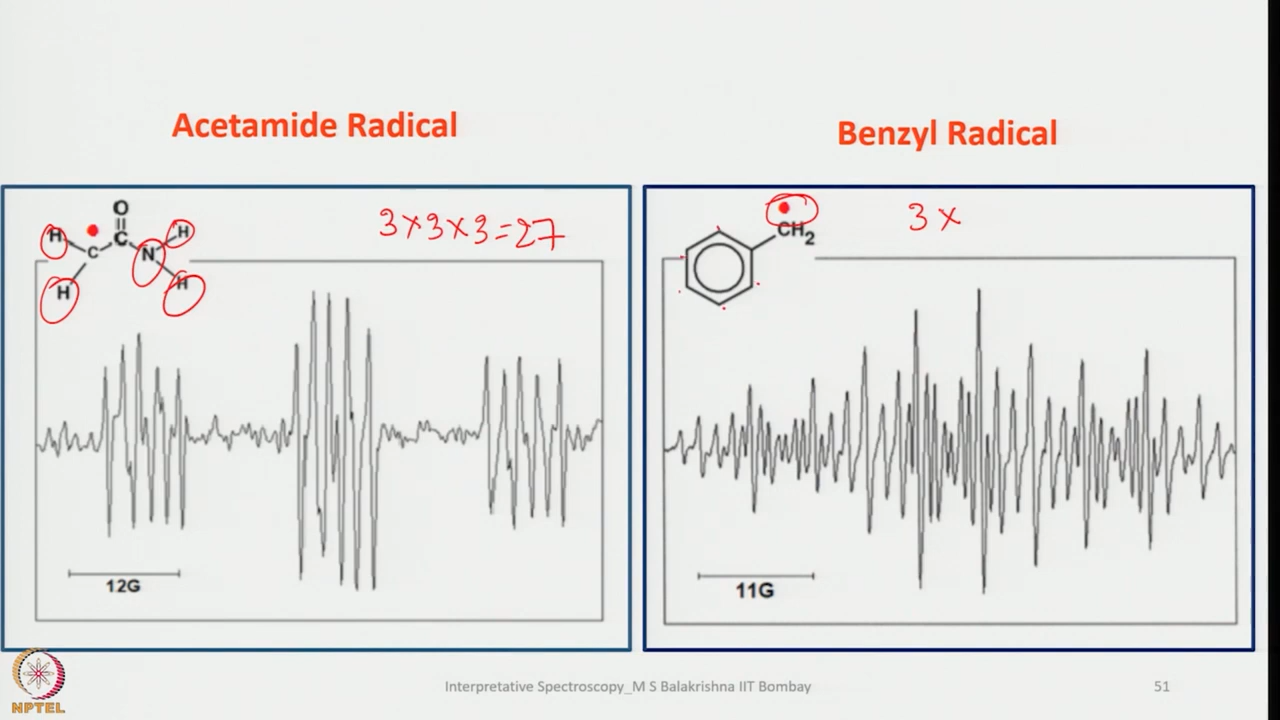 Acetamide Radical
Benzyl Radical
O
H
C
C
N
H
H
H
3×3×3=27
12G
CH2
3×
11G
NPTEL
Interpretative Spectroscopy_M S Balakrishna IIT Bombay
51